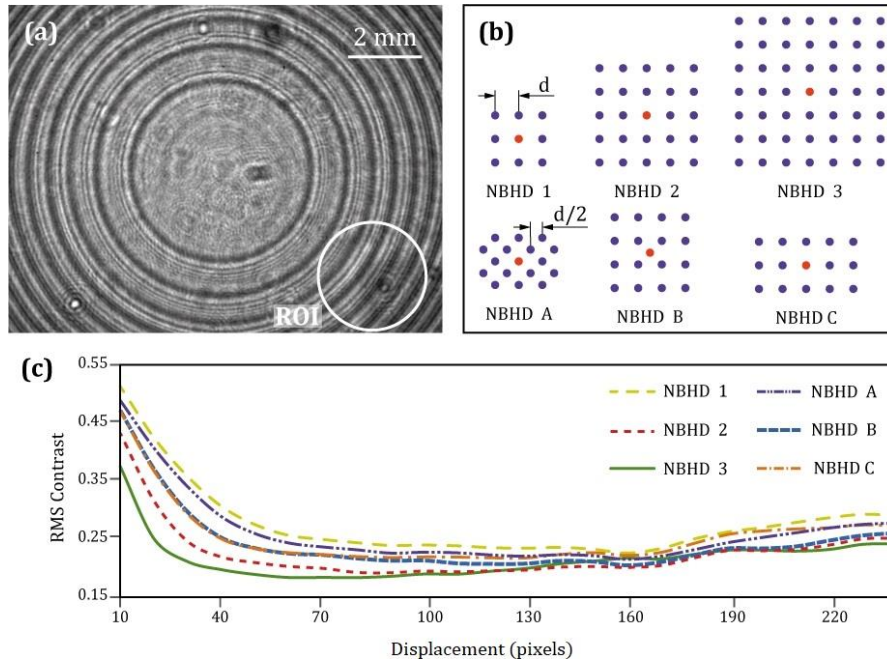 (a)
2 mm
ROI
(b)
d
NBHD 1
NBHD 2
NBHD 3
d/2
NBHD A
NBHD B
NBHD C
(c)
0.55
0.45
0.35
0.25
0.15
RMS Contrast
NBHD 1
NBHD A
NBHD 2
NBHD B
NBHD 3
NBHD C
10 40 70 100 130 160 190 220
Displacement (pixels)